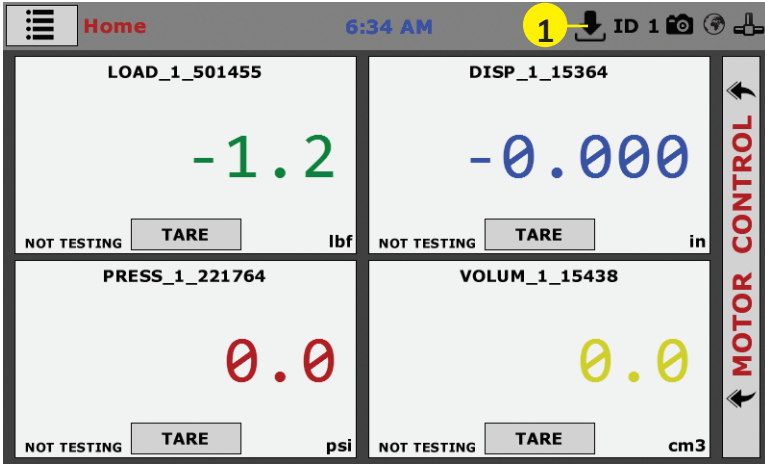 Home
6:34 AM
1
ID 1
LOAD_1_501455
-1.2
NOT TESTING
TARE
lbf
DISP_1_15364
-0.000
NOT TESTING
TARE
in
PRESS_1_221764
0.0
NOT TESTING
TARE
psi
VOLUM_1_15438
0.0
NOT TESTING
TARE
cm3
MOTOR CONTROL